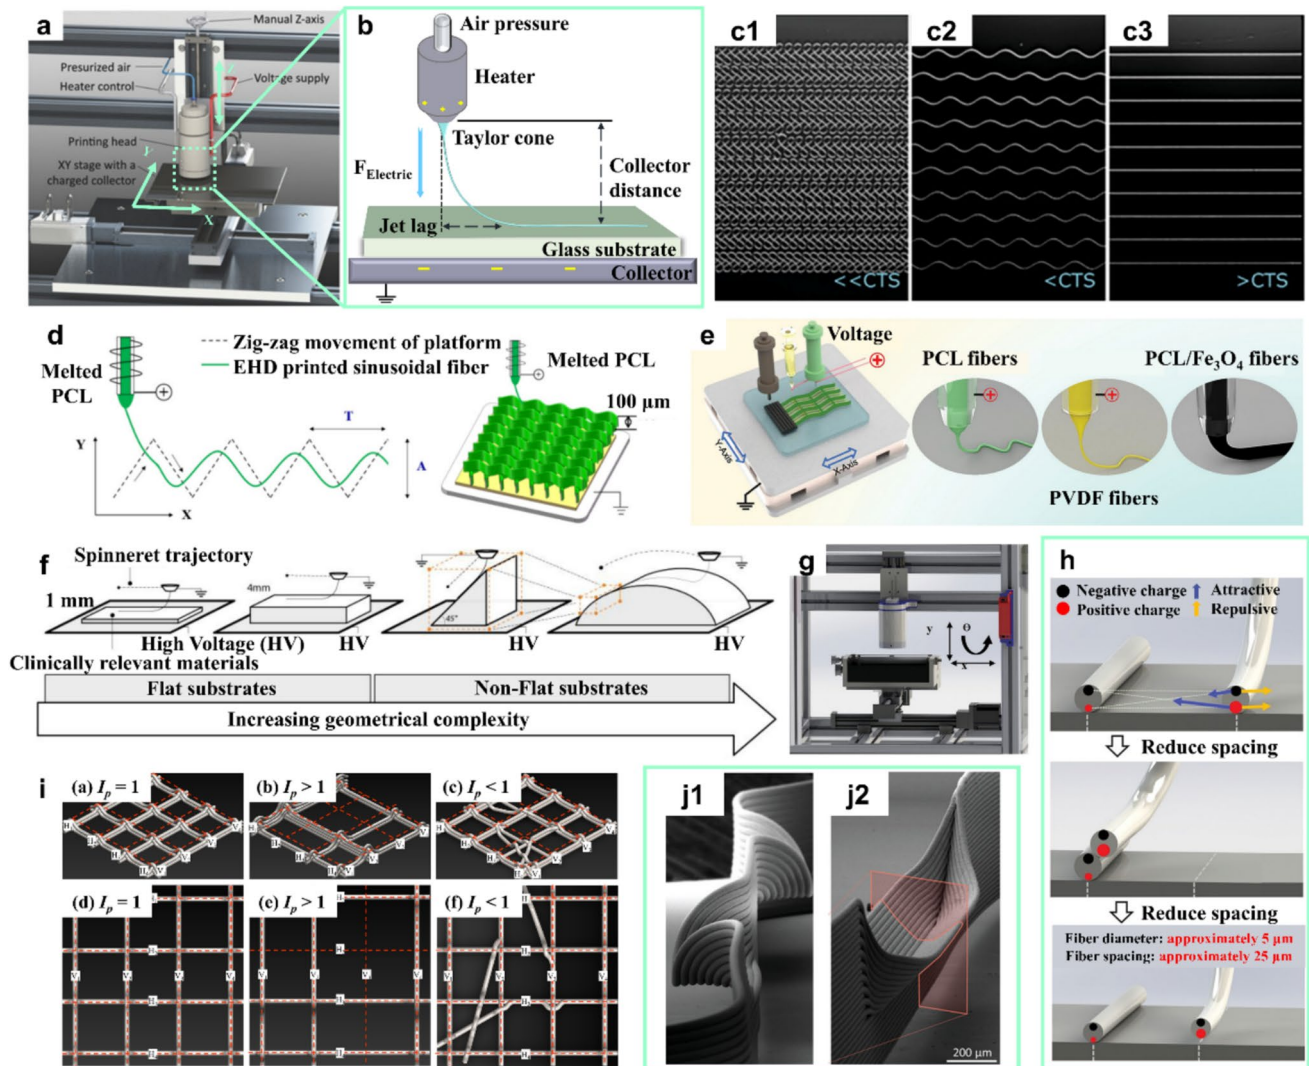 a
Manual Z-axis
Presurized air
Heater control
Voltage supply
Z
Printing head
XY stage with a
charged collector
Y
X
b
Air pressure
Heater
Taylor cone
F Electric
Collector
distance
Jet lag
Glass substrate
Collector
c1
<<CTS
c2
<CTS
c3
>CTS
d
Zig-zag movement of platform
EHD printed sinusoidal fiber
Melted
PCL
Melted PCL
100 μm
T
Y
A
X
e
Voltage
PCL fibers
PCL/Fe₃O₄ fibers
Y-Axis
X-Axis
PVDF fibers
f
Spinneret trajectory
1 mm
4mm
45°
High Voltage (HV)
HV
HV
HV
Clinically relevant materials
Flat substrates
Non-Flat substrates
Increasing geometrical complexity
g
y
Θ
x
h
Negative charge
Attractive
Positive charge
Repulsive
Reduce spacing
Reduce spacing
Fiber diameter: approximately 5 μm
Fiber spacing: approximately 25 μm
i
(a) Iₚ = 1
(b) Iₚ > 1
(c) Iₚ < 1
(d) Iₚ = 1
(e) Iₚ > 1
(f) Iₚ < 1
j1
j2
200 μm